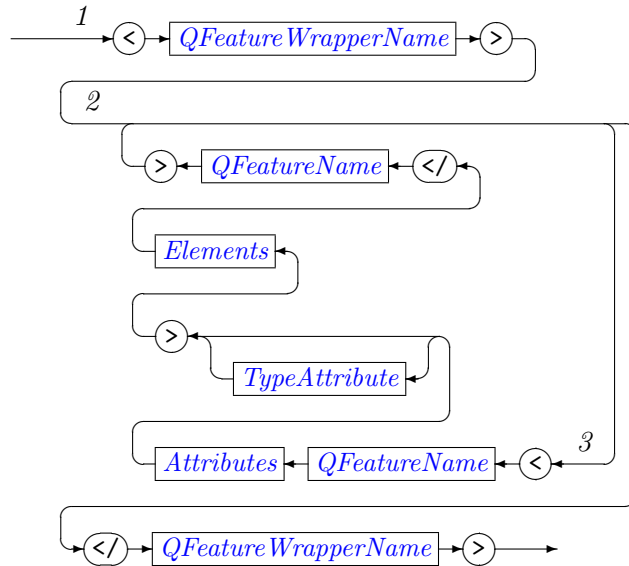 1
< QFeatureWrapperName >
2
> QFeatureName </
Elements
>
TypeAttribute
Attributes QFeatureName < 3
</ QFeatureWrapperName >